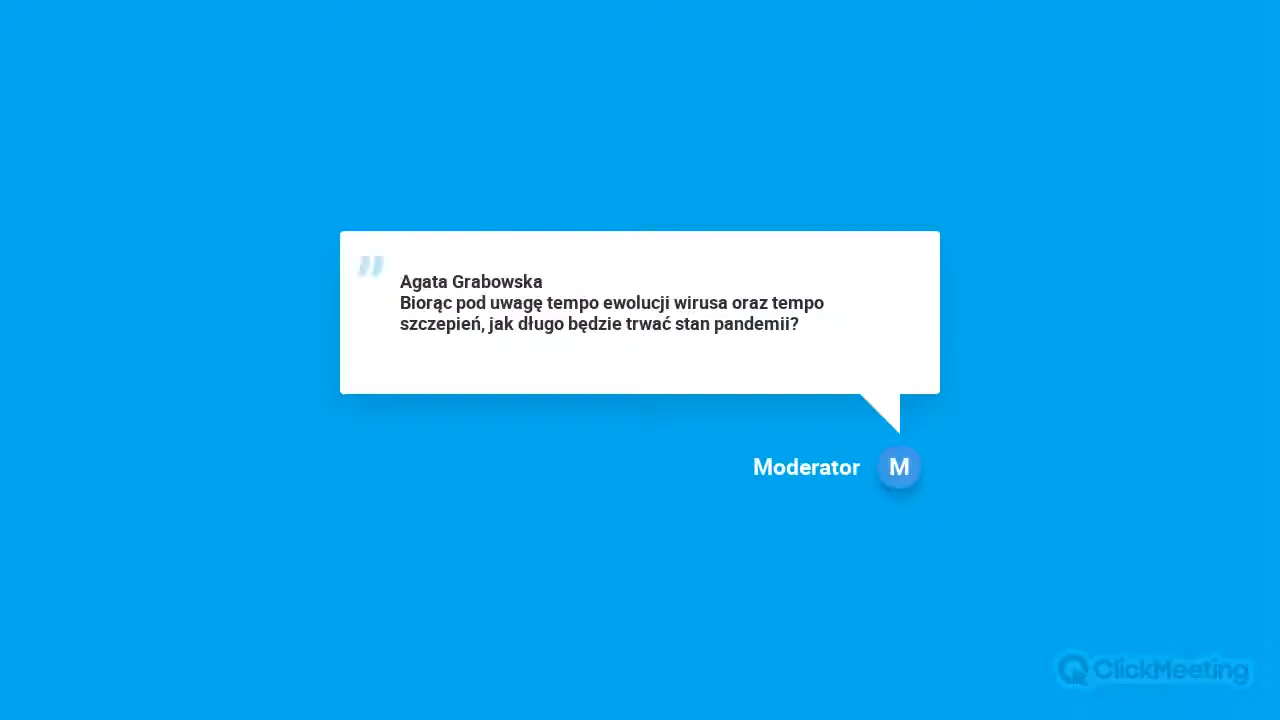 Agata Grabowska
Biorąc pod uwagę tempo ewolucji wirusa oraz tempo
szczepień, jak długo będzie trwać stan pandemii?
Moderator M
ClickMeeting